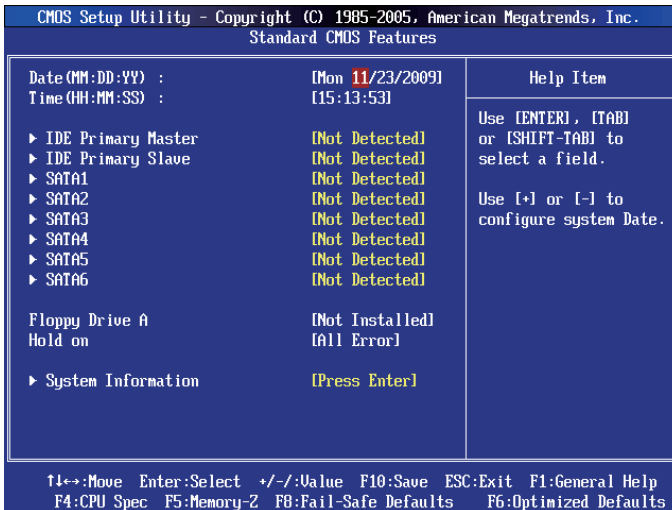 CMOS Setup Utility - Copyright (C) 1985-2005, American Megatrends, Inc.
Standard CMOS Features
Date(MM:DD:YY) : [Mon 11/23/2009]
Time(HH:MM:SS) : [15:13:53]
▶ IDE Primary Master [Not Detected]
▶ IDE Primary Slave [Not Detected]
▶ SATA1 [Not Detected]
▶ SATA2 [Not Detected]
▶ SATA3 [Not Detected]
▶ SATA4 [Not Detected]
▶ SATA5 [Not Detected]
▶ SATA6 [Not Detected]
Floppy Drive A [Not Installed]
Hold on [All Error]
▶ System Information [Press Enter]
Help Item
Use [ENTER], [TAB]
or [SHIFT-TAB] to
select a field.
Use [+] or [-] to
configure system Date.
↑↓←→:Move Enter:Select +/-/:Value F10:Save ESC:Exit F1:General Help
F4:CPU Spec F5:Memory-Z F8:Fail-Safe Defaults F6:Optimized Defaults